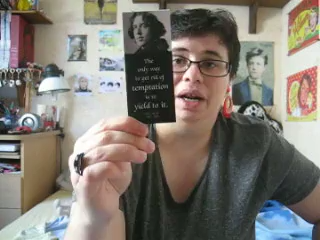 The
only way
to get rid of
temptation
is to
yield to it.